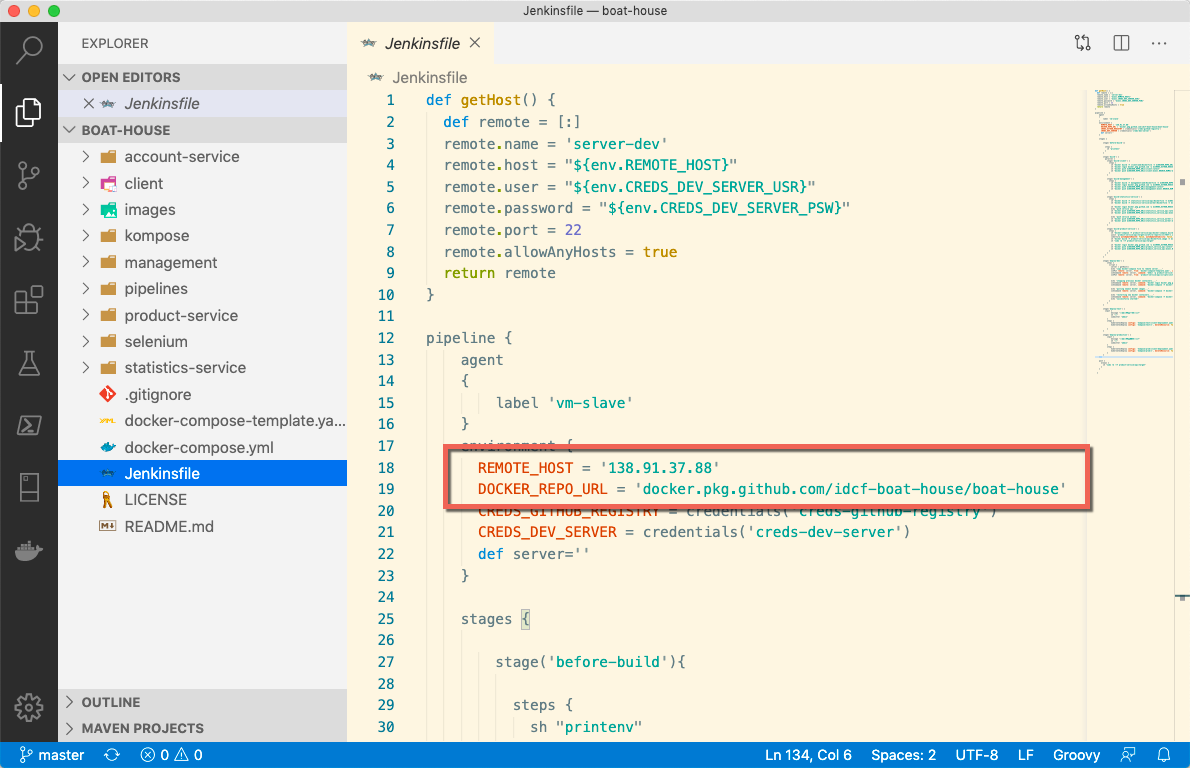 Jenkinsfile — boat-house
EXPLORER
OPEN EDITORS
Jenkinsfile
BOAT-HOUSE
account-service
client
images
kompose
management
pipelines
product-service
selenium
statistics-service
.gitignore
docker-compose-template.ya...
docker-compose.yml
Jenkinsfile
LICENSE
README.md
OUTLINE
MAVEN PROJECTS
Jenkinsfile
Jenkinsfile
1 def getHost() {
2 def remote = [:]
3 remote.name = 'server-dev'
4 remote.host = "${env.REMOTE_HOST}"
5 remote.user = "${env.CREDS_DEV_SERVER_USR}"
6 remote.password = "${env.CREDS_DEV_SERVER_PSW}"
7 remote.port = 22
8 remote.allowAnyHosts = true
9 return remote
10 }
11
12 pipeline {
13 agent
14 {
15 label 'vm-slave'
16 }
17 environment {
18 REMOTE_HOST = '138.91.37.88'
19 DOCKER_REPO_URL = 'docker.pkg.github.com/idcf-boat-house/boat-house'
20 CREDS_GITHUB_REGISTRY = credentials('creds-github-registry')
21 CREDS_DEV_SERVER = credentials('creds-dev-server')
22 def server=''
23 }
24
25 stages {
26
27 stage('before-build'){
28
29 steps {
30 sh "printenv"
master
0
0
Ln 134, Col 6
Spaces: 2
UTF-8
LF
Groovy